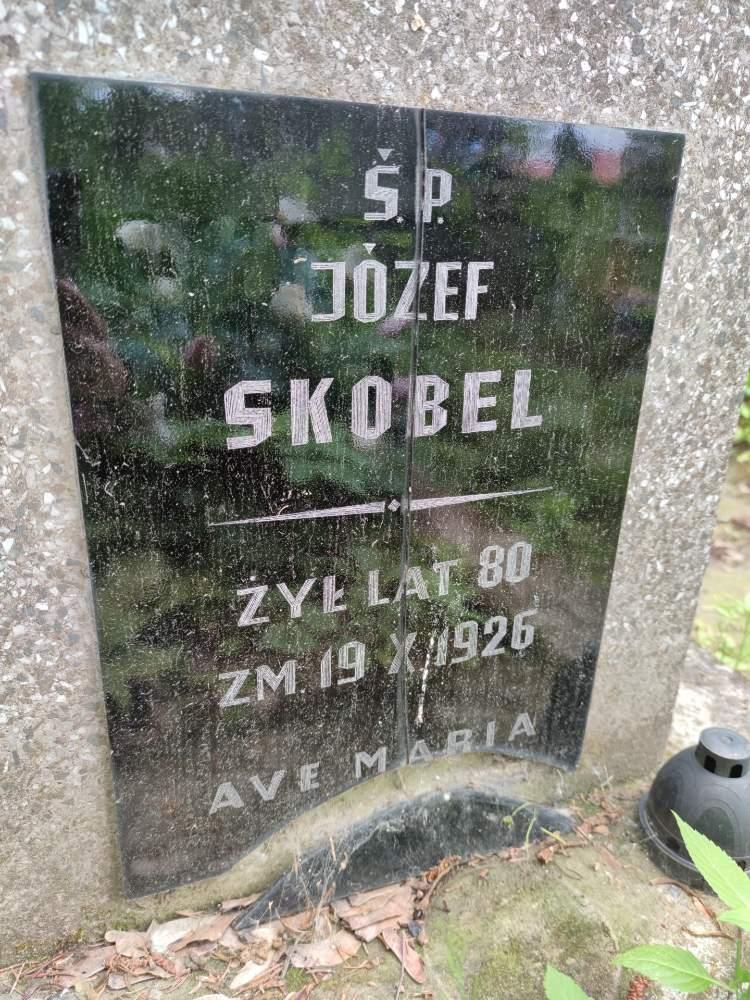 Ś.P.
JÓZEF
SKOBEL
ŻYŁ LAT 80
ZM. 19 X 1926
AVE MARIA